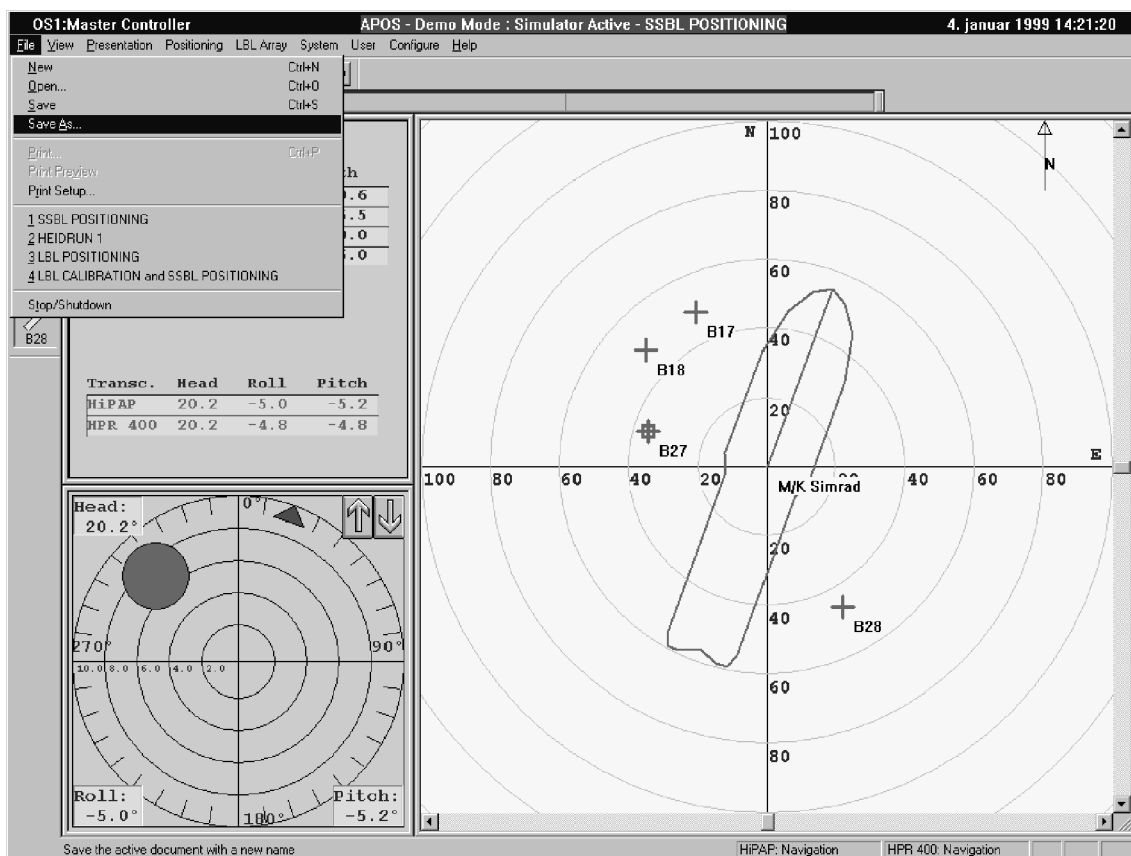 OS1:Master Controller APOS - Demo Mode : Simulator Active - SSBL POSITIONING 4. januar 1999 14:21:20
File View Presentation Positioning LBL Array System User Configure Help
New Ctrl+N
Open... Ctrl+O
Save Ctrl+S
Save As...
Print... Ctrl+P
Print Preview
Print Setup...
1 SSBL POSITIONING
2 HEIDRUN 1
3 LBL POSITIONING
4 LBL CALIBRATION and SSBL POSITIONING
Stop/Shutdown
B28
th
.6
.5
.0
.0
Transc. Head Roll Pitch
HiPAP 20.2 -5.0 -5.2
HPR 400 20.2 -4.8 -4.8
Head:
20.2°
0°
270°
90°
10.0 8.0 6.0 4.0 2.0
Roll:
-5.0°
180°
Pitch:
-5.2°
N 100
N
80
60
40
20
B17
B18
B27
E
100 80 60 40 20 20 40 60 80
M/K Simrad
20
40
B28
60
80
Save the active document with a new name
HiPAP: Navigation HPR 400: Navigation